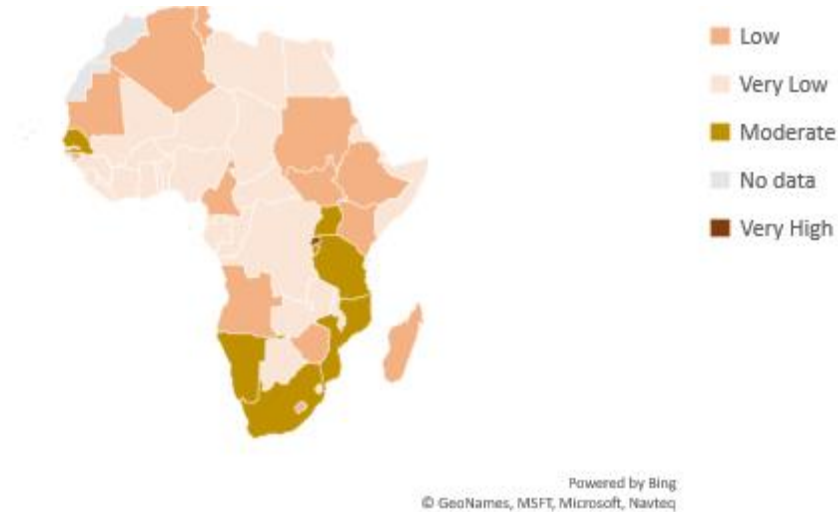 Low
Very Low
Moderate
No data
Very High
Powered by Bing
© GeoNames, MSFT, Microsoft, Navteq